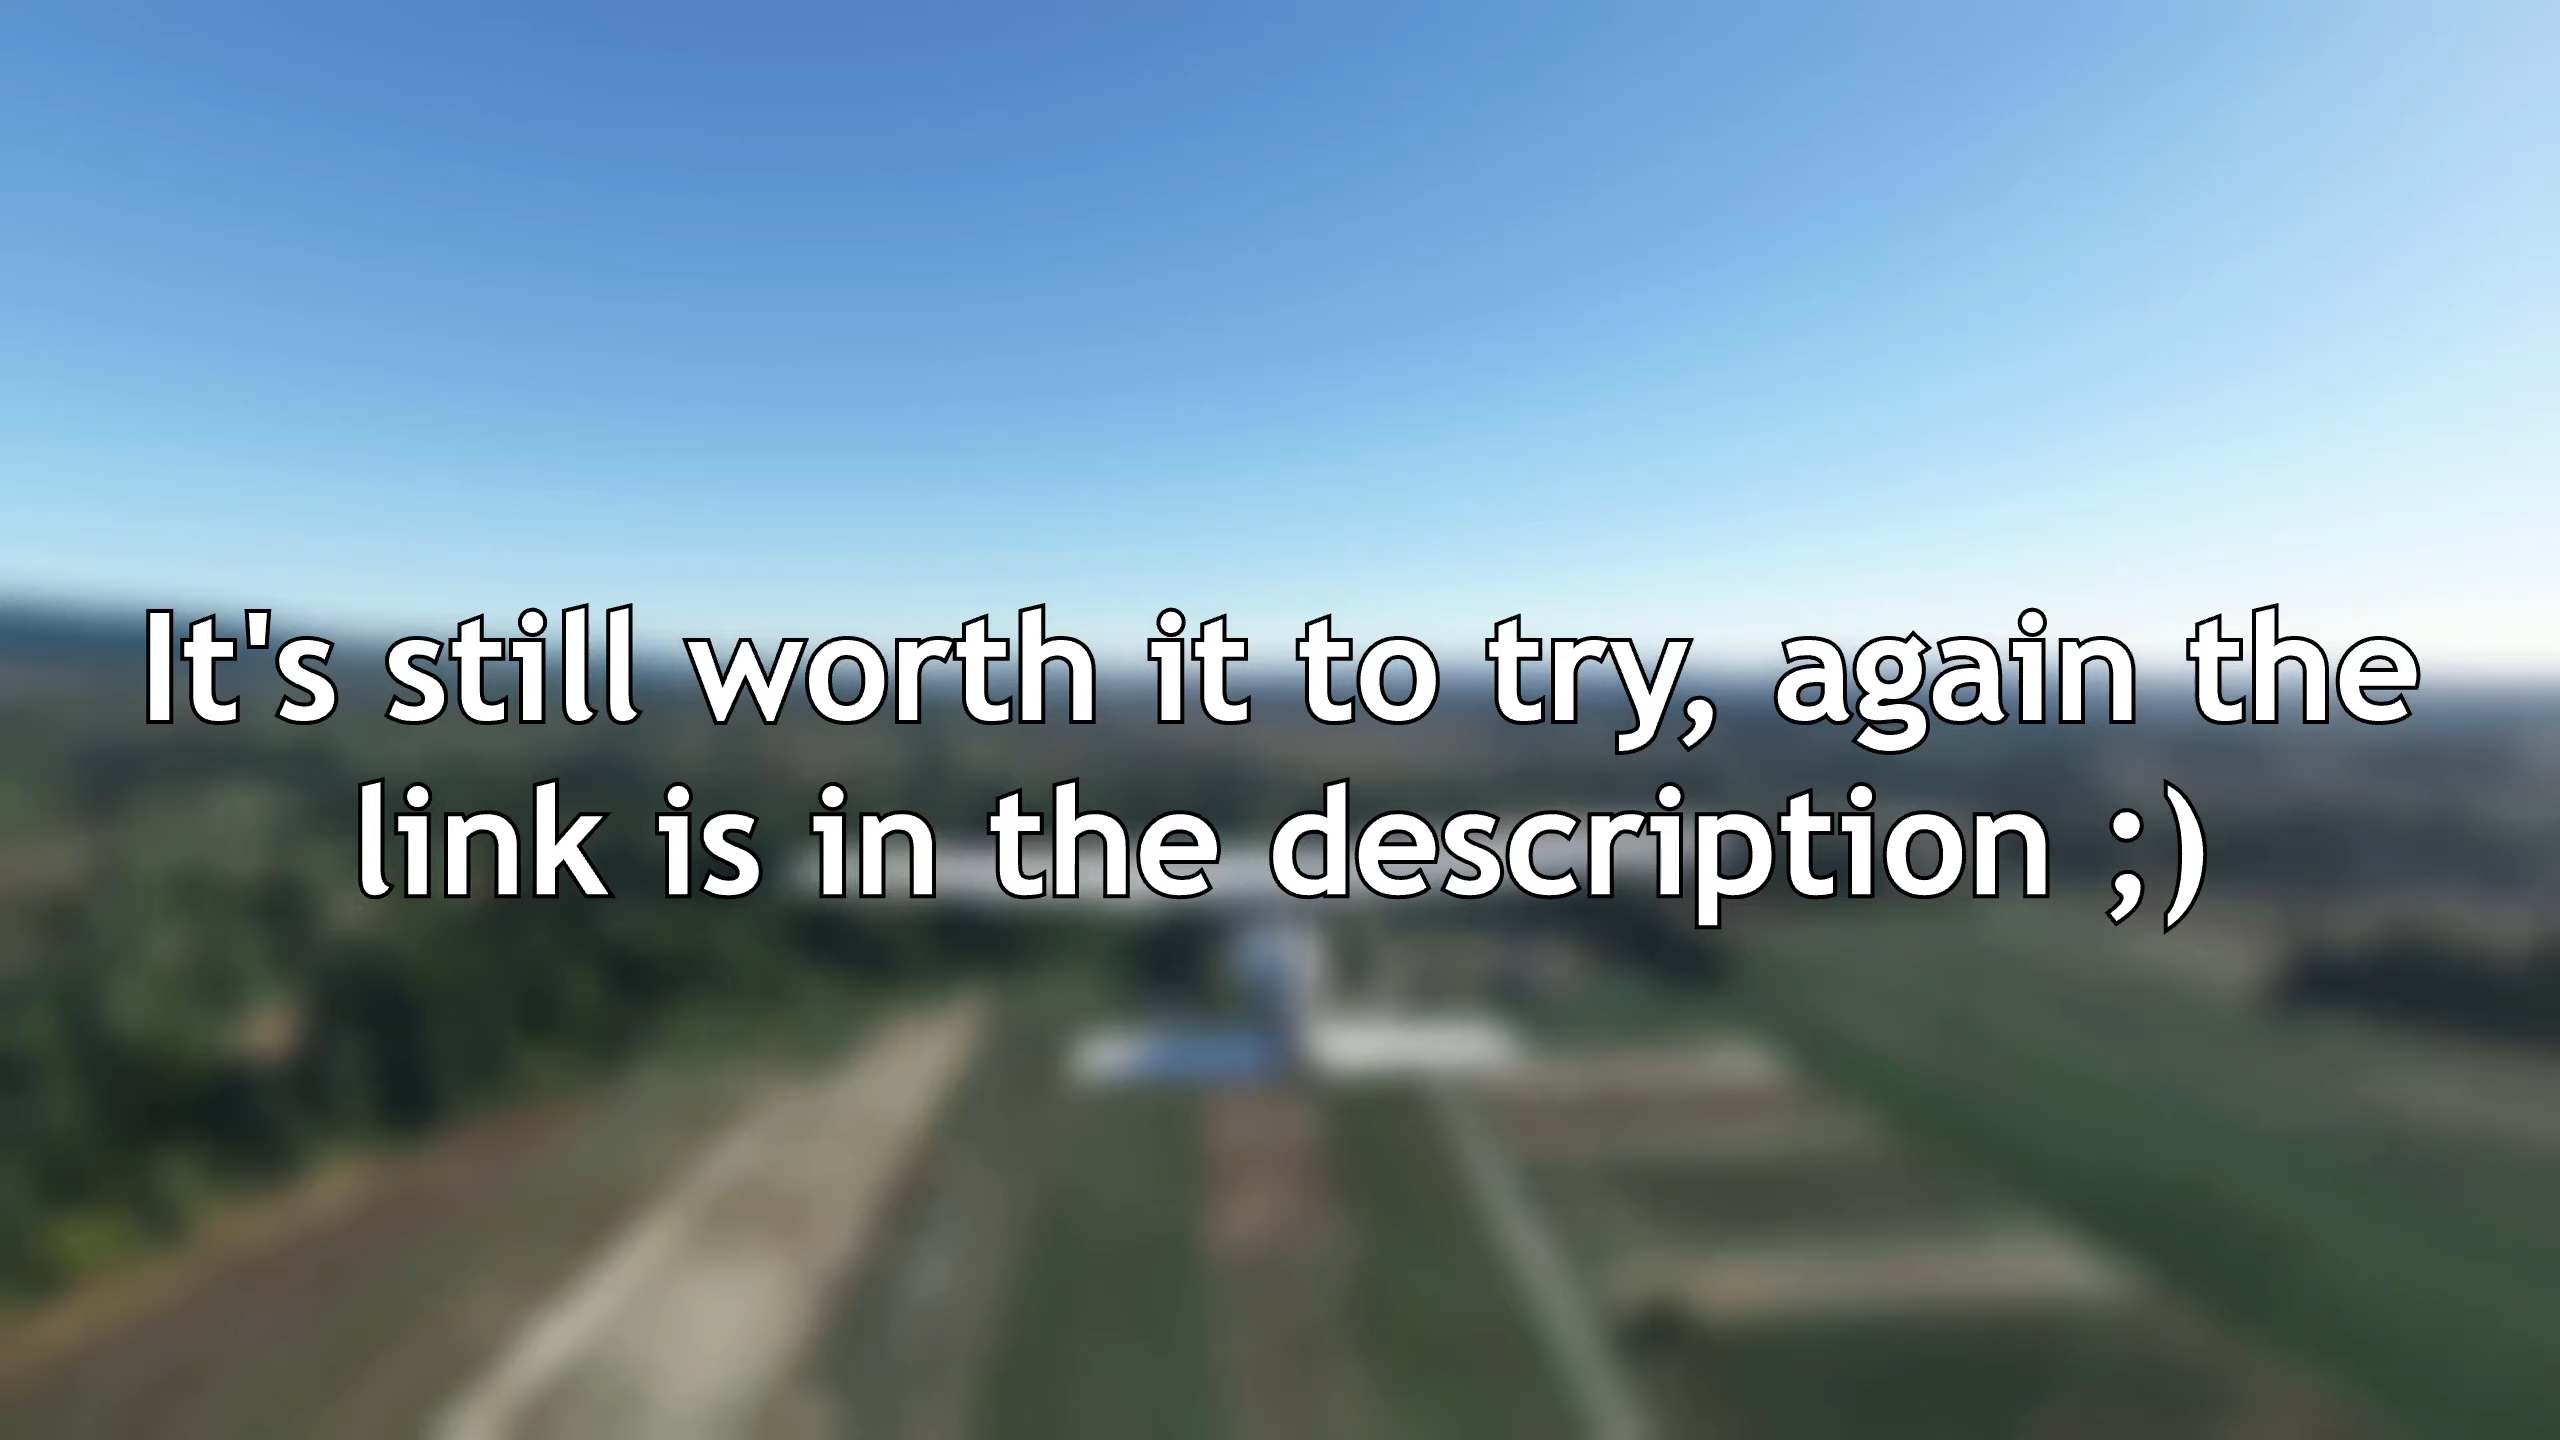 It's still worth it to try, again the
link is in the description ;)